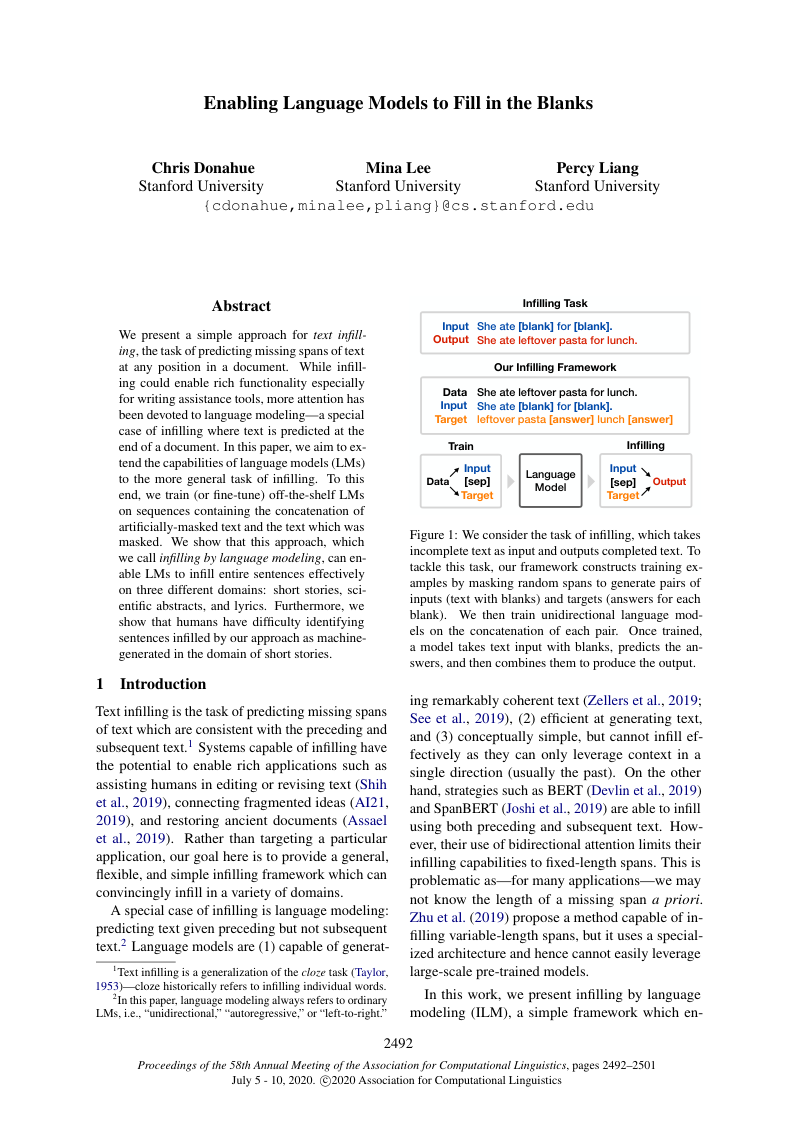 Enabling Language Models to Fill in the Blanks
Chris Donahue
Stanford University
Mina Lee
Stanford University
Percy Liang
Stanford University
{cdonahue,minalee,pliang}@cs.stanford.edu
Abstract
We present a simple approach for text infill-
ing, the task of predicting missing spans of text
at any position in a document. While infill-
ing could enable rich functionality especially
for writing assistance tools, more attention has
been devoted to language modeling—a special
case of infilling where text is predicted at the
end of a document. In this paper, we aim to ex-
tend the capabilities of language models (LMs)
to the more general task of infilling. To this
end, we train (or fine-tune) off-the-shelf LMs
on sequences containing the concatenation of
artificially-masked text and the text which was
masked. We show that this approach, which
we call infilling by language modeling, can en-
able LMs to infill entire sentences effectively
on three different domains: short stories, sci-
entific abstracts, and lyrics. Furthermore, we
show that humans have difficulty identifying
sentences infilled by our approach as machine-
generated in the domain of short stories.
1 Introduction
Text infilling is the task of predicting missing spans
of text which are consistent with the preceding and
subsequent text.1 Systems capable of infilling have
the potential to enable rich applications such as
assisting humans in editing or revising text (Shih
et al., 2019), connecting fragmented ideas (AI21,
2019), and restoring ancient documents (Assael
et al., 2019). Rather than targeting a particular
application, our goal here is to provide a general,
flexible, and simple infilling framework which can
convincingly infill in a variety of domains.
A special case of infilling is language modeling:
predicting text given preceding but not subsequent
text.2 Language models are (1) capable of generat-
1Text infilling is a generalization of the cloze task (Taylor,
1953)—cloze historically refers to infilling individual words.
2In this paper, language modeling always refers to ordinary
LMs, i.e., “unidirectional,” “autoregressive,” or “left-to-right.”
Infilling Task
Input She ate [blank] for [blank].
Output She ate leftover pasta for lunch.
Our Infilling Framework
Data She ate leftover pasta for lunch.
Input She ate [blank] for [blank].
Target leftover pasta [answer] lunch [answer]
Train
Data
Input
[sep]
Target
Language
Model
Infilling
Input
[sep]
Target
Output
Figure 1: We consider the task of infilling, which takes
incomplete text as input and outputs completed text. To
tackle this task, our framework constructs training ex-
amples by masking random spans to generate pairs of
inputs (text with blanks) and targets (answers for each
blank). We then train unidirectional language mod-
els on the concatenation of each pair. Once trained,
a model takes text input with blanks, predicts the an-
swers, and then combines them to produce the output.
ing remarkably coherent text (Zellers et al., 2019;
See et al., 2019), (2) efficient at generating text,
and (3) conceptually simple, but cannot infill ef-
fectively as they can only leverage context in a
single direction (usually the past). On the other
hand, strategies such as BERT (Devlin et al., 2019)
and SpanBERT (Joshi et al., 2019) are able to infill
using both preceding and subsequent text. How-
ever, their use of bidirectional attention limits their
infilling capabilities to fixed-length spans. This is
problematic as—for many applications—we may
not know the length of a missing span a priori.
Zhu et al. (2019) propose a method capable of in-
filling variable-length spans, but it uses a special-
ized architecture and hence cannot easily leverage
large-scale pre-trained models.
In this work, we present infilling by language
modeling (ILM), a simple framework which en-
2492
Proceedings of the 58th Annual Meeting of the Association for Computational Linguistics, pages 2492–2501
July 5 - 10, 2020. ©2020 Association for Computational Linguistics